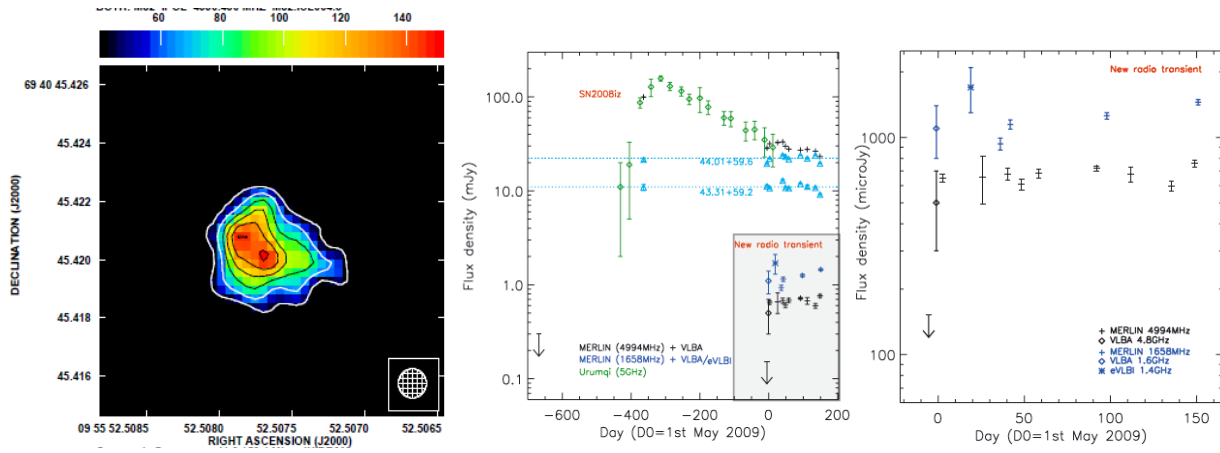 60 80 100 120 140
DECLINATION (J2000)
69 40 45.426
45.424
45.422
45.420
45.418
45.416
09 55 52.5085 52.5080 52.5075 52.5070 52.5065
RIGHT ASCENSION (J2000)
Flux density (mJy)
100.0
10.0
1.0
0.1
SN2008iz
44.01+59.6
43.31+59.2
New radio transient
MERLIN (4994MHz) + VLBA
MERLIN (1658MHz) + VLBA/eVLBI
Urumqi (5GHz)
-600 -400 -200 0 200
Day (D0=1st May 2009)
Flux density (microJy)
1000
100
New radio transient
MERLIN 4994MHz
VLBA 4.8GHz
MERLIN 1658MHz
VLBA 1.6GHz
eVLBI 1.4GHz
0 50 100 150
Day (D0=1st May 2009)